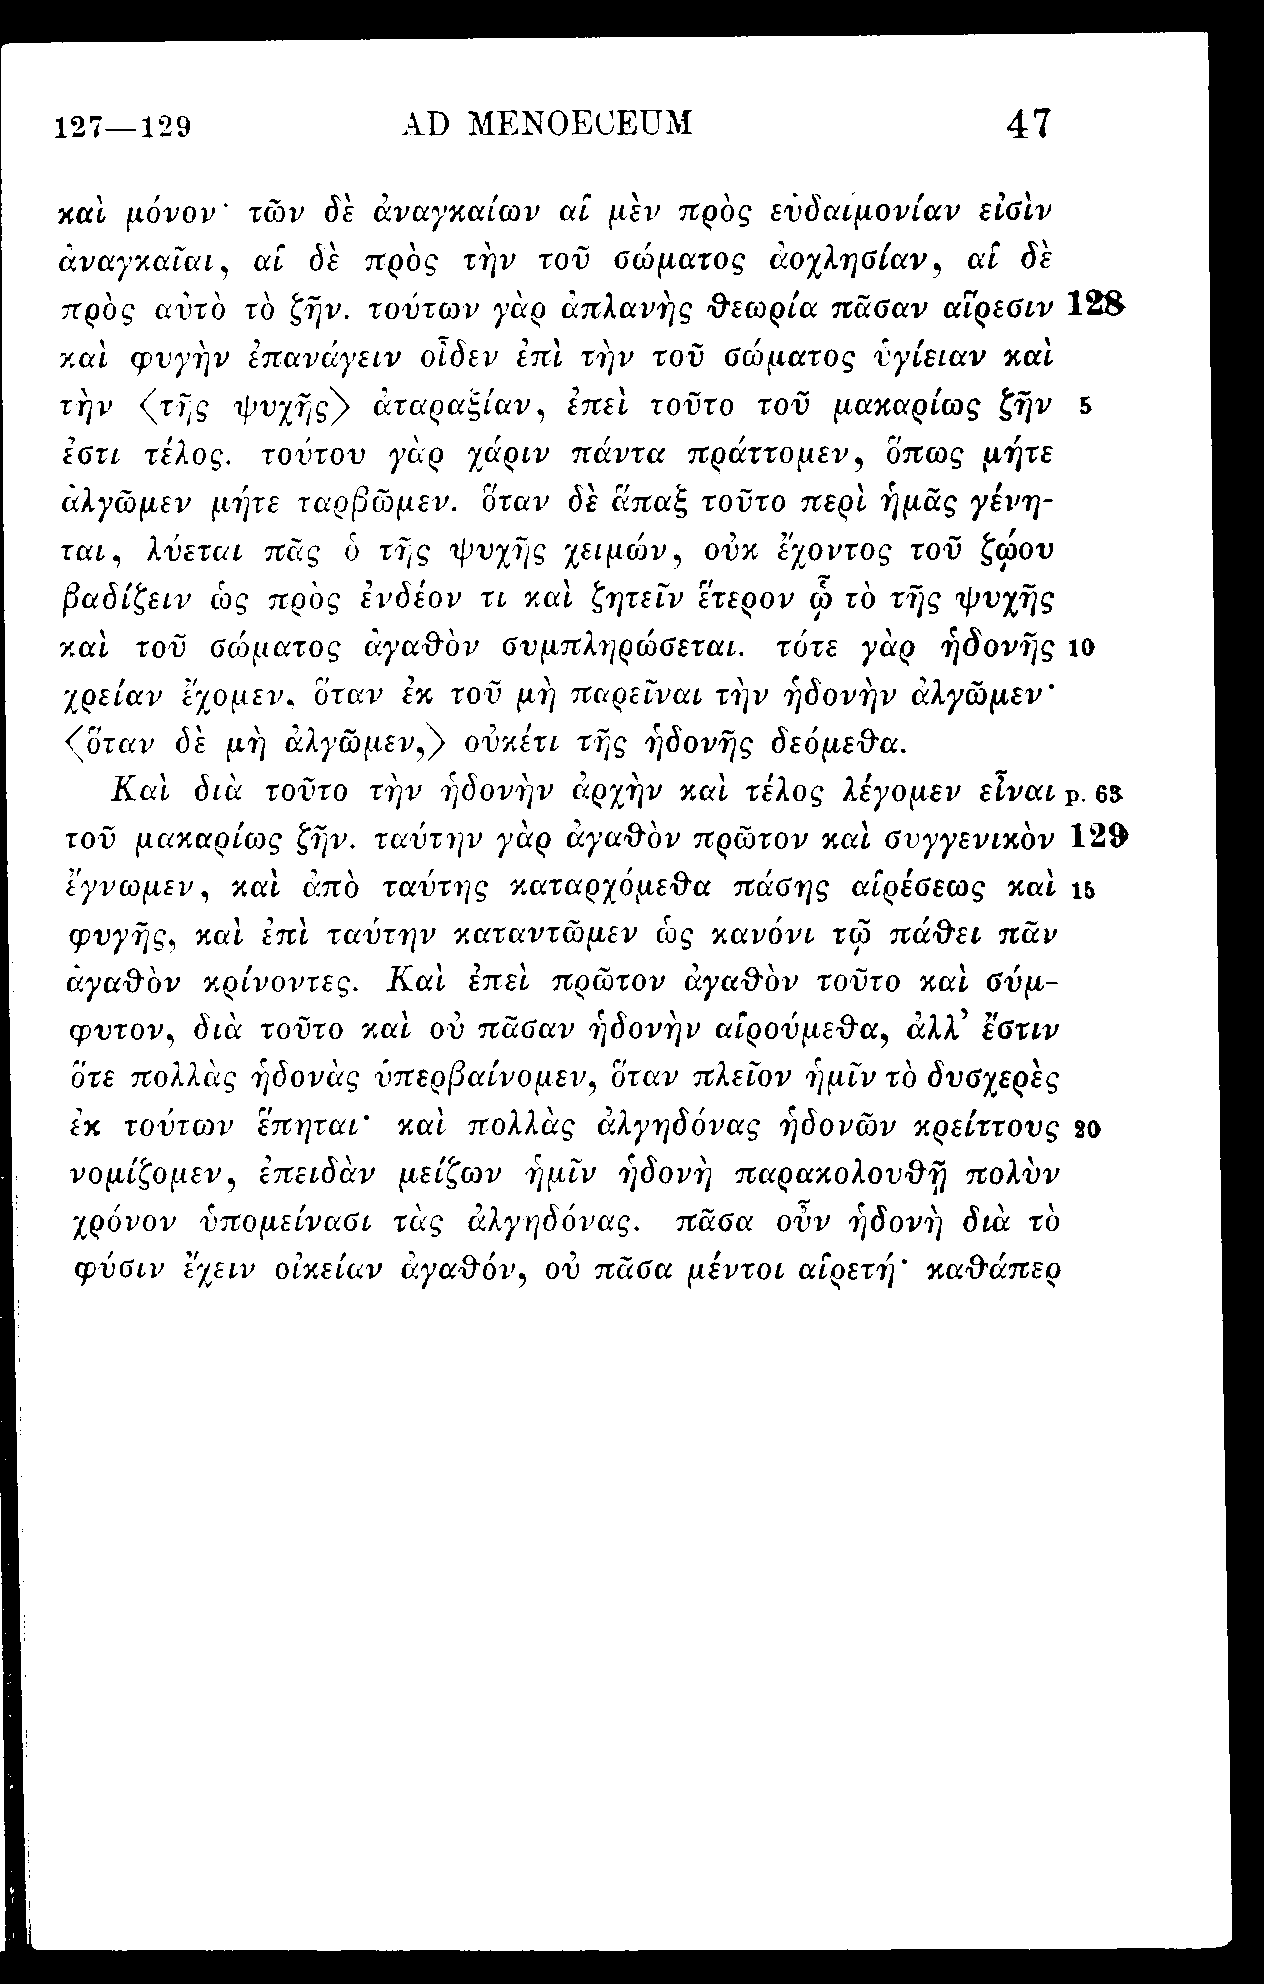 127—129 AD MENOECEUM 47
καὶ μόνον· τῶν δὲ ἀναγκαίων αἱ μὲν πρὸς εὐδαιμονίαν εἰσὶν
ἀναγκαῖαι, αἱ δὲ πρὸς τὴν τοῦ σώματος ἀοχλησίαν, αἱ δὲ
πρὸς αὐτὸ τὸ ζῆν. τούτων γὰρ ἀπλανὴς θεωρία πᾶσαν αἵρεσιν 128
καὶ φυγὴν ἐπανάγειν οἶδεν ἐπὶ τὴν τοῦ σώματος ὑγίειαν καὶ
τὴν ⟨τῆς ψυχῆς⟩ ἀταραξίαν, ἐπεὶ τοῦτο τοῦ μακαρίως ζῆν 5
ἐστι τέλος. τούτου γὰρ χάριν πάντα πράττομεν, ὅπως μήτε
ἀλγῶμεν μήτε ταρβῶμεν. ὅταν δὲ ἅπαξ τοῦτο περὶ ἡμᾶς γένη-
ται, λύεται πᾶς ὁ τῆς ψυχῆς χειμών, οὐκ ἔχοντος τοῦ ζῴου
βαδίζειν ὡς πρὸς ἐνδέον τι καὶ ζητεῖν ἕτερον ᾧ τὸ τῆς ψυχῆς
καὶ τοῦ σώματος ἀγαθὸν συμπληρώσεται. τότε γὰρ ἡδονῆς 10
χρείαν ἔχομεν, ὅταν ἐκ τοῦ μὴ παρεῖναι τὴν ἡδονὴν ἀλγῶμεν·
⟨ὅταν δὲ μὴ ἀλγῶμεν,⟩ οὐκέτι τῆς ἡδονῆς δεόμεθα.
Καὶ διὰ τοῦτο τὴν ἡδονὴν ἀρχὴν καὶ τέλος λέγομεν εἶναι p. 63
τοῦ μακαρίως ζῆν. ταύτην γὰρ ἀγαθὸν πρῶτον καὶ συγγενικὸν 129
ἔγνωμεν, καὶ ἀπὸ ταύτης καταρχόμεθα πάσης αἱρέσεως καὶ 15
φυγῆς, καὶ ἐπὶ ταύτην καταντῶμεν ὡς κανόνι τῷ πάθει πᾶν
ἀγαθὸν κρίνοντες. Καὶ ἐπεὶ πρῶτον ἀγαθὸν τοῦτο καὶ σύμ-
φυτον, διὰ τοῦτο καὶ οὐ πᾶσαν ἡδονὴν αἱρούμεθα, ἀλλ’ ἔστιν
ὅτε πολλὰς ἡδονὰς ὑπερβαίνομεν, ὅταν πλεῖον ἡμῖν τὸ δυσχερὲς
ἐκ τούτων ἕπηται· καὶ πολλὰς ἀλγηδόνας ἡδονῶν κρείττους 20
νομίζομεν, ἐπειδὰν μείζων ἡμῖν ἡδονὴ παρακολουθῇ πολὺν
χρόνον ὑπομείνασι τὰς ἀλγηδόνας. πᾶσα οὖν ἡδονὴ διὰ τὸ
φύσιν ἔχειν οἰκείαν ἀγαθόν, οὐ πᾶσα μέντοι αἱρετή· καθάπερ